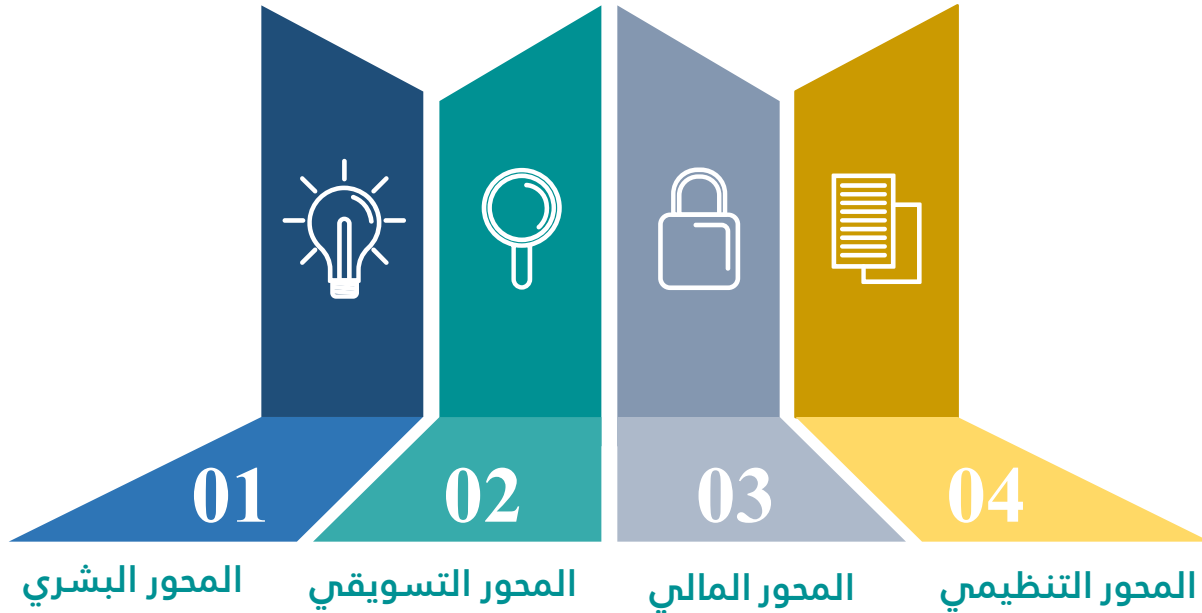 01
02
03
04
المحور البشري
المحور التسويقي
المحور المالي
المحور التنظيمي